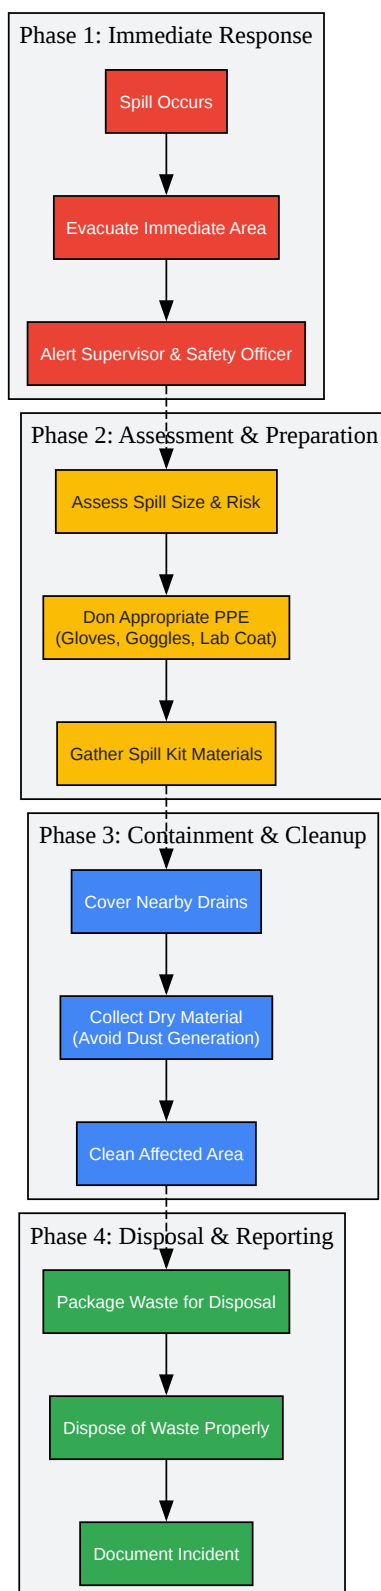 Phase 1: Immediate Response
Spill Occurs
Evacuate Immediate Area
Alert Supervisor & Safety Officer
Phase 2: Assessment & Preparation
Assess Spill Size & Risk
Don Appropriate PPE
(Gloves, Goggles, Lab Coat)
Gather Spill Kit Materials
Phase 3: Containment & Cleanup
Cover Nearby Drains
Collect Dry Material
(Avoid Dust Generation)
Clean Affected Area
Phase 4: Disposal & Reporting
Package Waste for Disposal
Dispose of Waste Properly
Document Incident